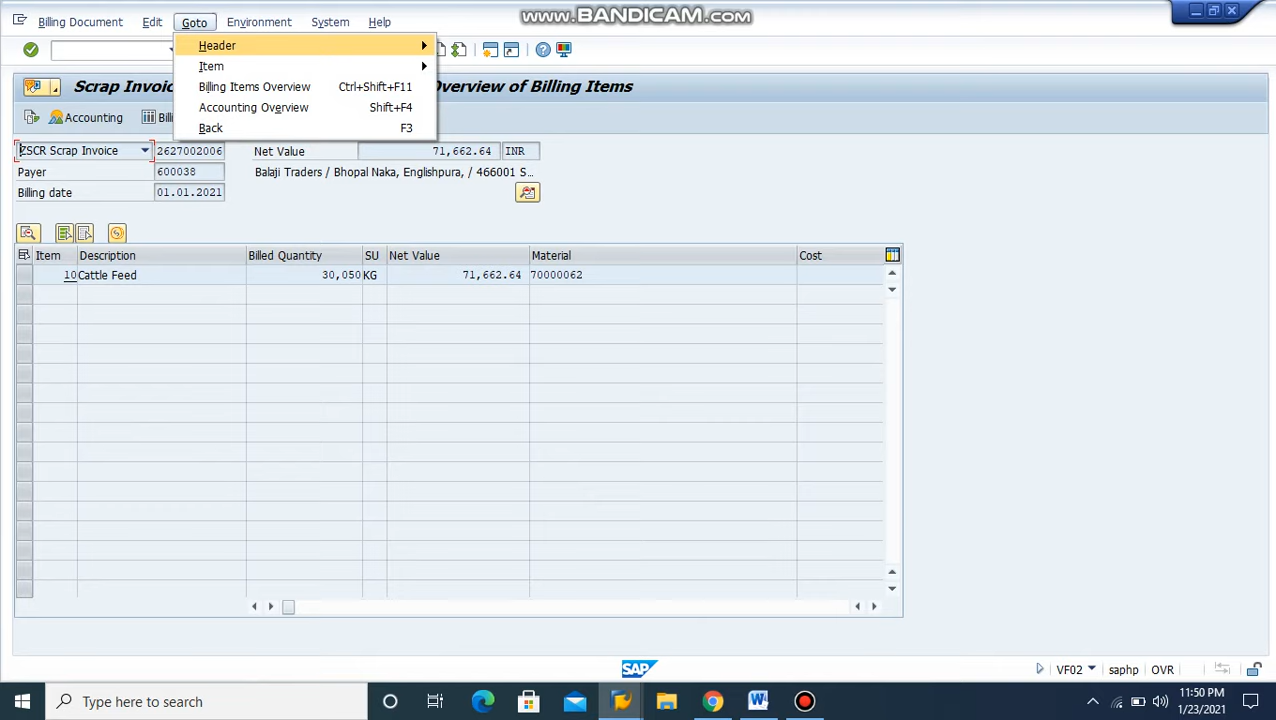 Billing Document Edit Goto Environment System Help
www.BANDICAM.com
Header
Item
Billing Items Overview Ctrl+Shift+F11
Accounting Overview Shift+F4
Back F3
Scrap Invoic verview of Billing Items
Accounting Billi
ZSCR Scrap Invoice 2627002006 Net Value 71,662.64 INR
Payer 600038 Balaji Traders / Bhopal Naka, Englishpura, / 466001 S...
Billing date 01.01.2021
Item Description Billed Quantity SU Net Value Material Cost
10 Cattle Feed 30,050 KG 71,662.64 70000062
SAP
VF02 saphp OVR
Type here to search
11:50 PM
1/23/2021